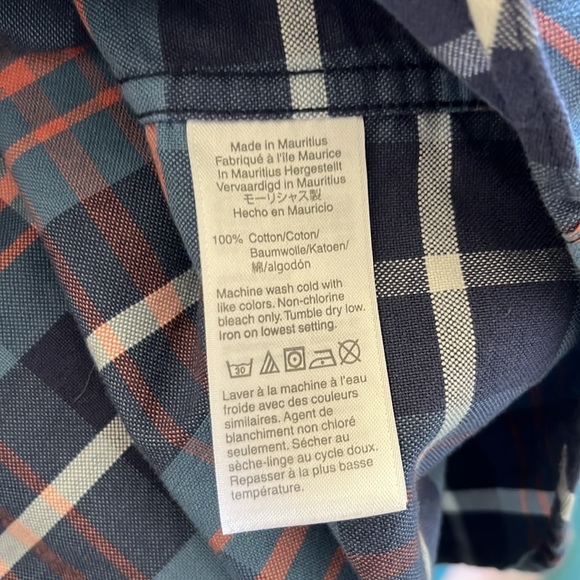 Made in Mauritius
Fabriqué à l'Ile Maurice
In Mauritius Hergestellt
Vervaardigd in Mauritius
モーリシャス製
Hecho en Mauricio
100% Cotton/Coton/
Baumwolle/Katoen/
綿/algodón
Machine wash cold with
like colors. Non-chlorine
bleach only. Tumble dry low.
Iron on lowest setting.
30
Laver à la machine à l'eau
froide avec des couleurs
similaires. Agent de
blanchiment non chloré
seulement. Sécher au
sèche-linge au cycle doux.
Repasser à la plus basse
température.